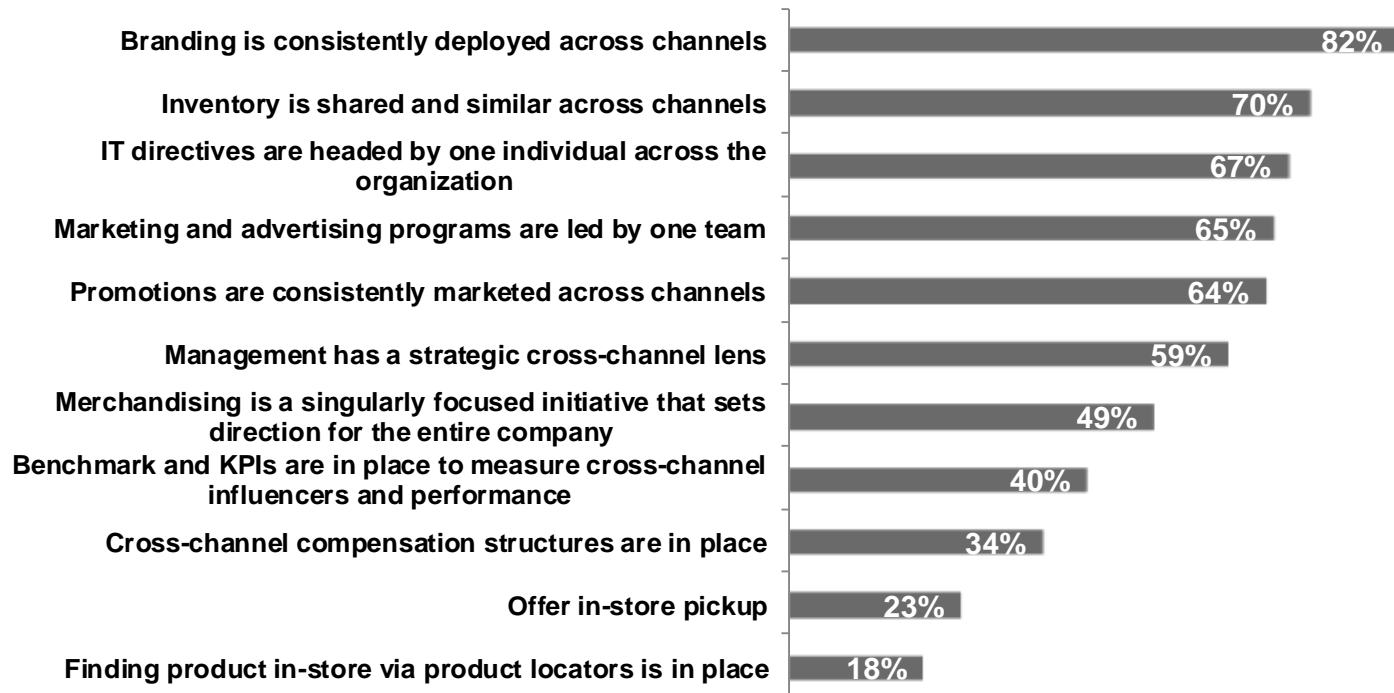 Branding is consistently deployed across channels
82%
Inventory is shared and similar across channels
70%
IT directives are headed by one individual across the
organization
67%
Marketing and advertising programs are led by one team
65%
Promotions are consistently marketed across channels
64%
Management has a strategic cross-channel lens
59%
Merchandising is a singularly focused initiative that sets
direction for the entire company
49%
Benchmark and KPIs are in place to measure cross-channel
influencers and performance
40%
Cross-channel compensation structures are in place
34%
Offer in-store pickup
23%
Finding product in-store via product locators is in place
18%